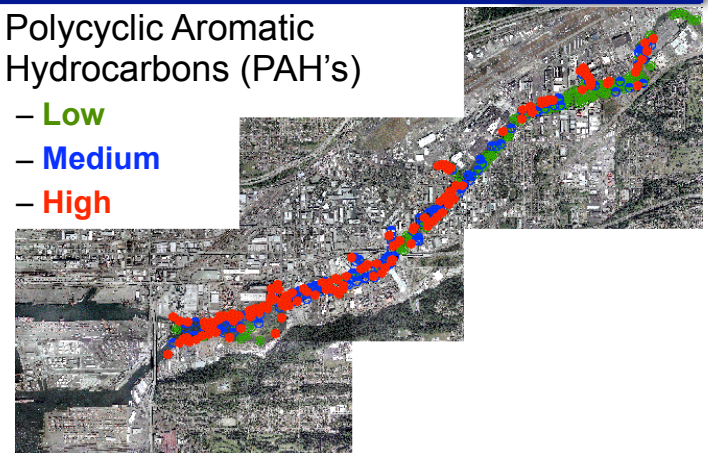 Polycyclic Aromatic
Hydrocarbons (PAH's)
– Low
– Medium
– High